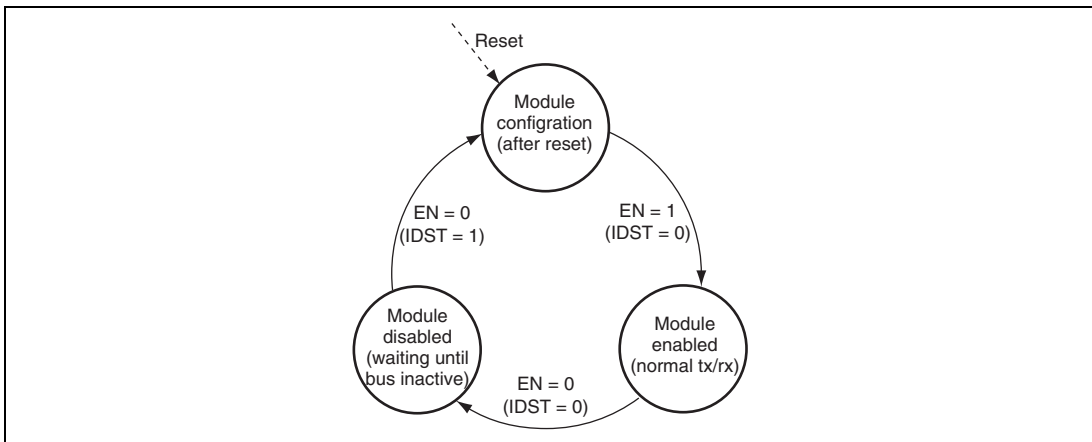 Reset
Module
configration
(after reset)
EN = 0
(IDST = 1)
EN = 1
(IDST = 0)
Module
disabled
(waiting until
bus inactive)
Module
enabled
(normal tx/rx)
EN = 0
(IDST = 0)